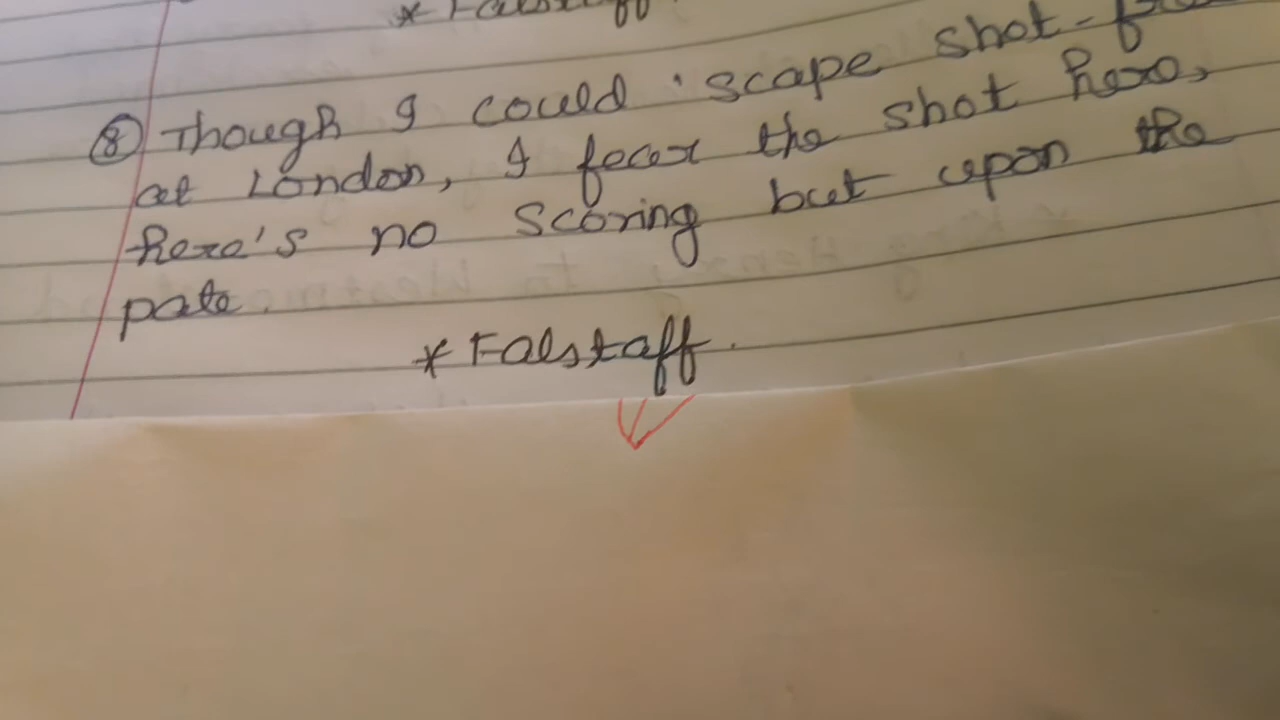 * Falstaff
⑧ Though I could 'scape shot-
at London, I fear the shot here,
here's no scoring but upon the
pate.
* Falstaff.